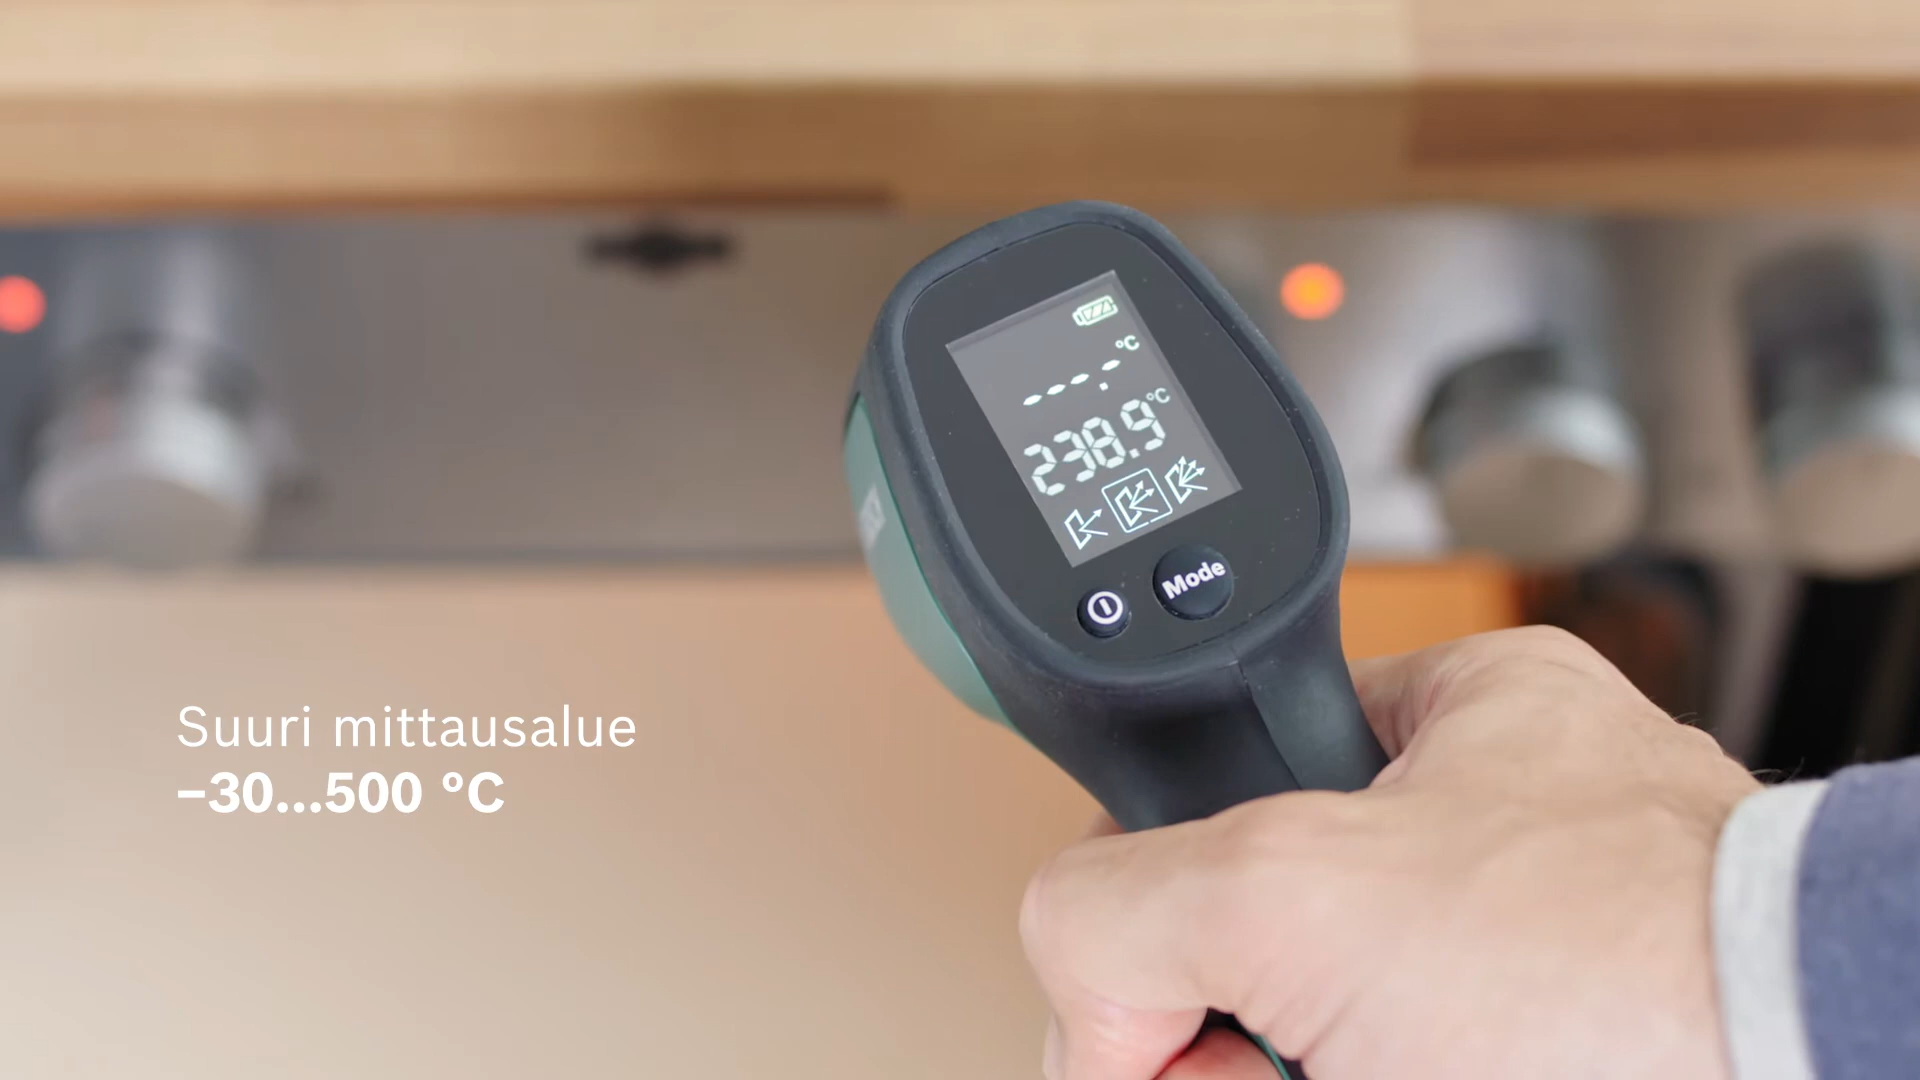 °C
---.-
238.9 °C
Mode
Suuri mittausalue
–30...500 °C